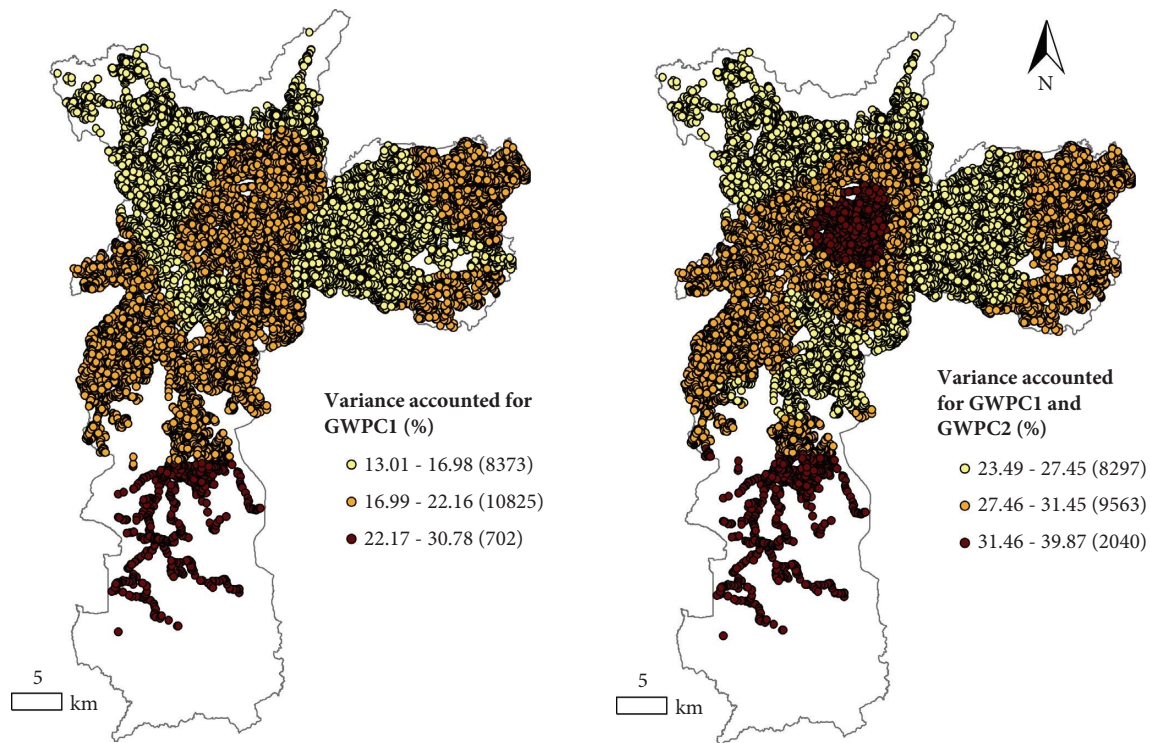 Variance accounted for
GWPC1 (%)
13.01 - 16.98 (8373)
16.99 - 22.16 (10825)
22.17 - 30.78 (702)
5
km
N
Variance accounted
for GWPC1 and
GWPC2 (%)
23.49 - 27.45 (8297)
27.46 - 31.45 (9563)
31.46 - 39.87 (2040)
5
km